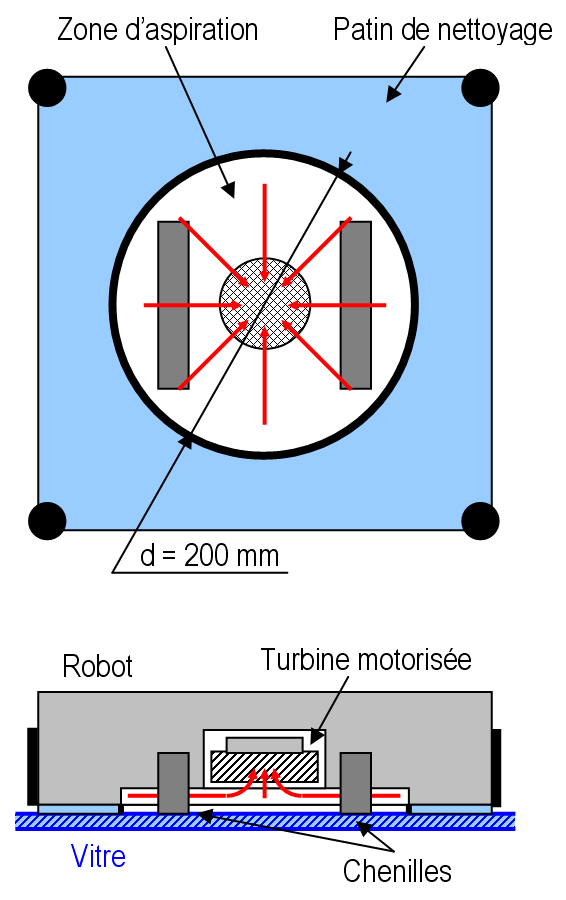 Zone d'aspiration
Patin de nettoyage
d = 200 mm
Robot
Turbine motorisée
Vitre
Chenilles